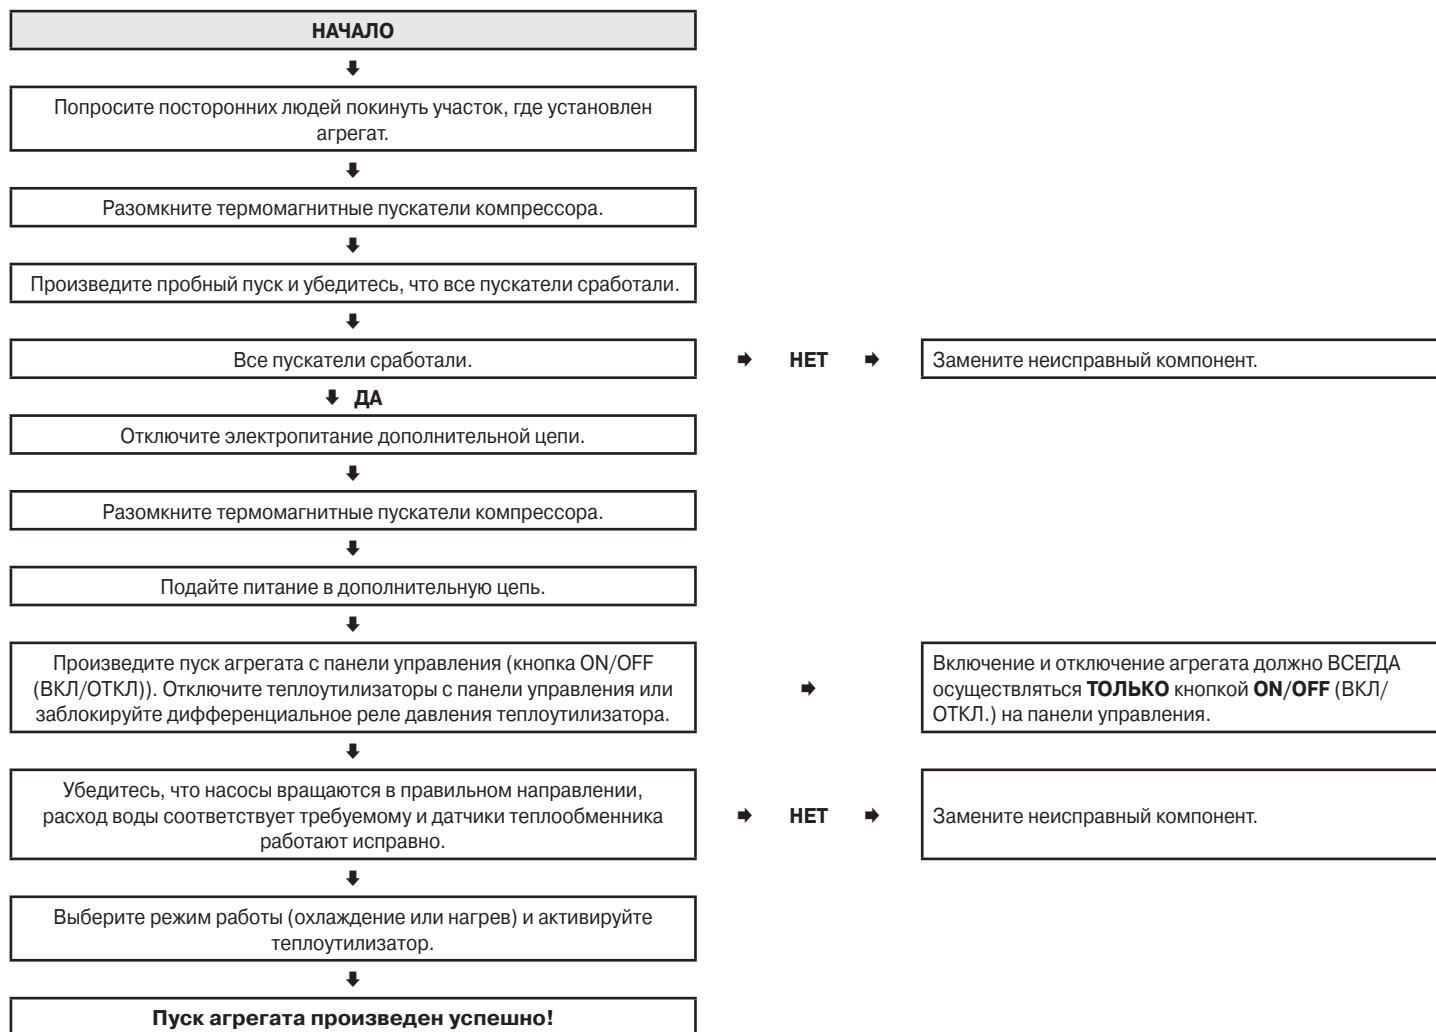 НАЧАЛО
Попросите посторонних людей покинуть участок, где установлен
агрегат.
Разомкните термомагнитные пускатели компрессора.
Произведите пробный пуск и убедитесь, что все пускатели сработали.
Все пускатели сработали.
НЕТ
Замените неисправный компонент.
ДА
Отключите электропитание дополнительной цепи.
Разомкните термомагнитные пускатели компрессора.
Подайте питание в дополнительную цепь.
Произведите пуск агрегата с панели управления (кнопка ON/OFF
(ВКЛ/ОТКЛ)). Отключите теплоутилизаторы с панели управления или
заблокируйте дифференциальное реле давления теплоутилизатора.
Включение и отключение агрегата должно ВСЕГДА
осуществляться ТОЛЬКО кнопкой ON/OFF (ВКЛ/
ОТКЛ.) на панели управления.
Убедитесь, что насосы вращаются в правильном направлении,
расход воды соответствует требуемому и датчики теплообменника
работают исправно.
НЕТ
Замените неисправный компонент.
Выберите режим работы (охлаждение или нагрев) и активируйте
теплоутилизатор.
Пуск агрегата произведен успешно!